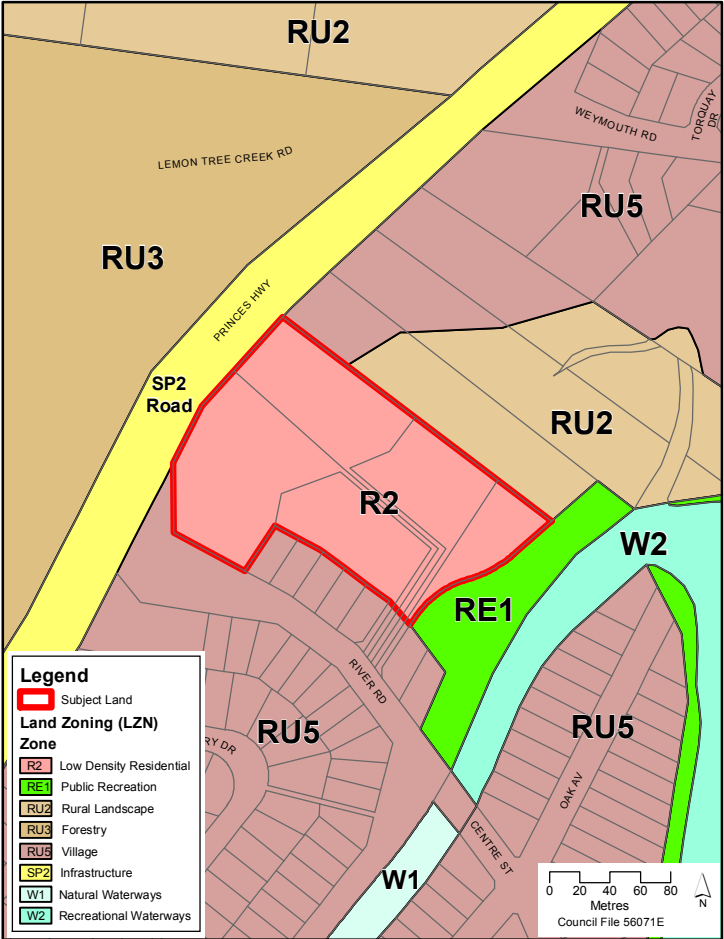 RU2
LEMON TREE CREEK RD
WEYMOUTH RD
TORQUAY
DR
RU5
RU3
PRINCES HWY
SP2
Road
RU2
R2
W2
RE1
RIVER RD
RU5
RY DR
RU5
OAK AV
CENTRE ST
W1
Legend
Subject Land
Land Zoning (LZN)
Zone
R2 Low Density Residential
RE1 Public Recreation
RU2 Rural Landscape
RU3 Forestry
RU5 Village
SP2 Infrastructure
W1 Natural Waterways
W2 Recreational Waterways
0 20 40 60 80
Metres
Council File 56071E
N